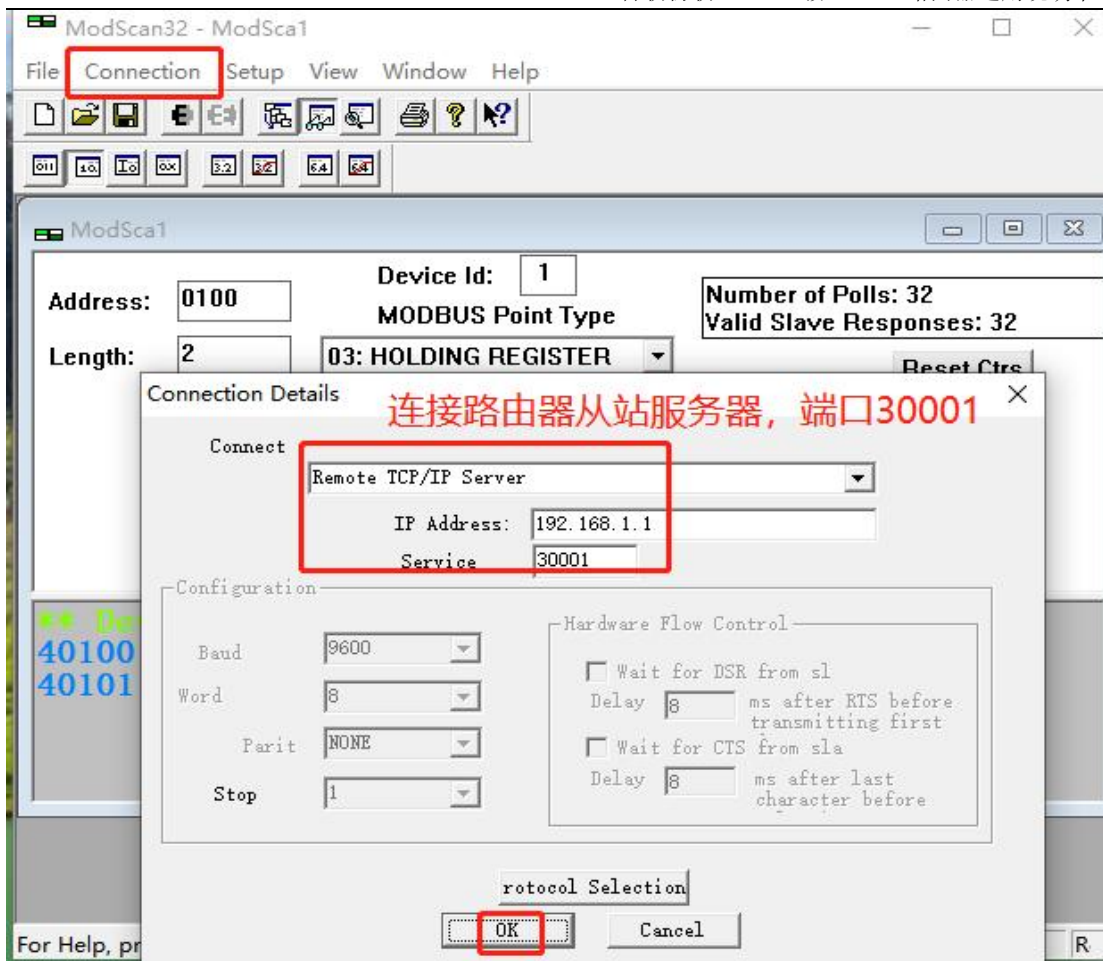 ModScan32 - ModSca1
File Connection Setup View Window Help
ModSca1
Address: 0100
Device Id: 1
MODBUS Point Type
Length: 2
03: HOLDING REGISTER
Number of Polls: 32
Valid Slave Responses: 32
Reset Ctrs
Connection Details
连接路由器从站服务器，端口30001
Connect
Remote TCP/IP Server
IP Address: 192.168.1.1
Service 30001
Configuration
Baud 9600
Word 8
Parit NONE
Stop 1
Hardware Flow Control
Wait for DSR from sl
Delay 8 ms after RTS before
transmitting first
Wait for CTS from sla
Delay 8 ms after last
character before
** De
40100
40101
rotocol Selection
OK Cancel
For Help, pr
R